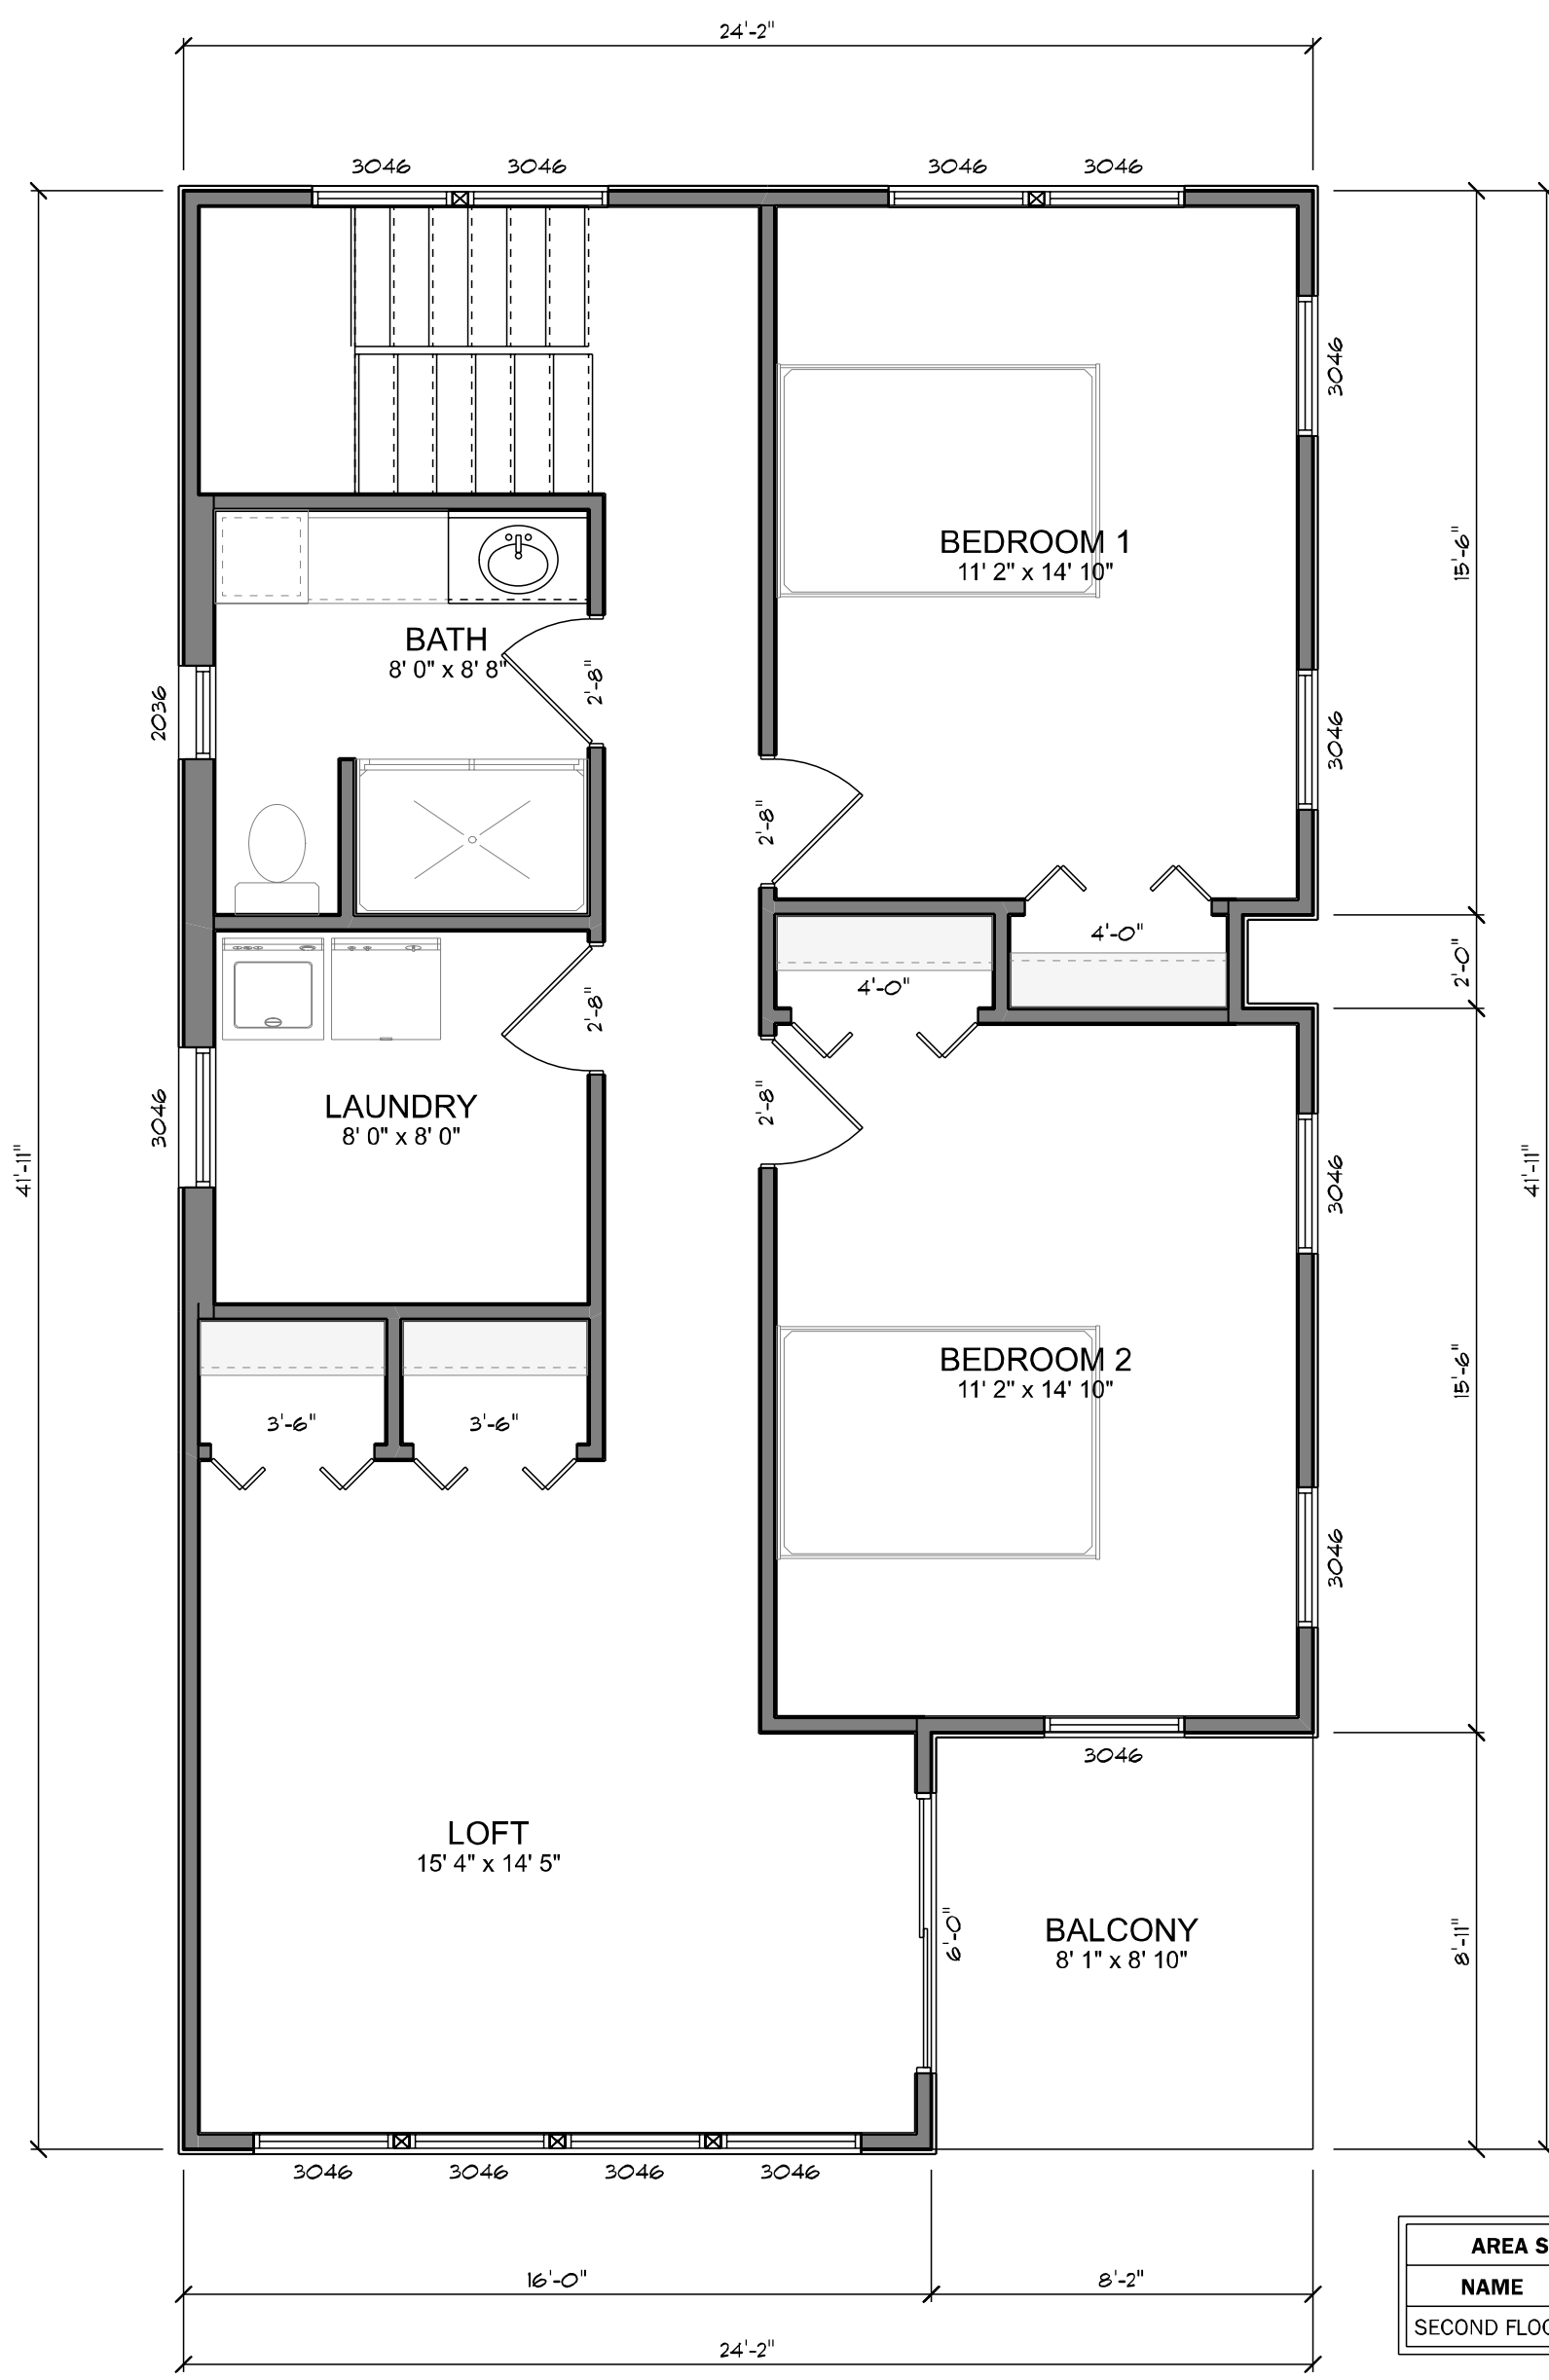 24'-2"
3046 3046 3046 3046
3046
15'-6"
BEDROOM 1
11' 2" x 14' 10"
BATH
8' 0" x 8' 8"
2'-8"
2036
3046
2'-8"
4'-0"
4'-0"
2'-0"
2'-8"
LAUNDRY
8' 0" x 8' 0"
3046
2'-8"
41'-11"
3046
41'-11"
BEDROOM 2
11' 2" x 14' 10"
15'-6"
3'-6" 3'-6"
3046
3046
LOFT
15' 4" x 14' 5"
6'-0"
BALCONY
8' 1" x 8' 10"
8'-11"
3046 3046 3046 3046
AREA S
NAME
SECOND FLOO
16'-0" 8'-2"
24'-2"